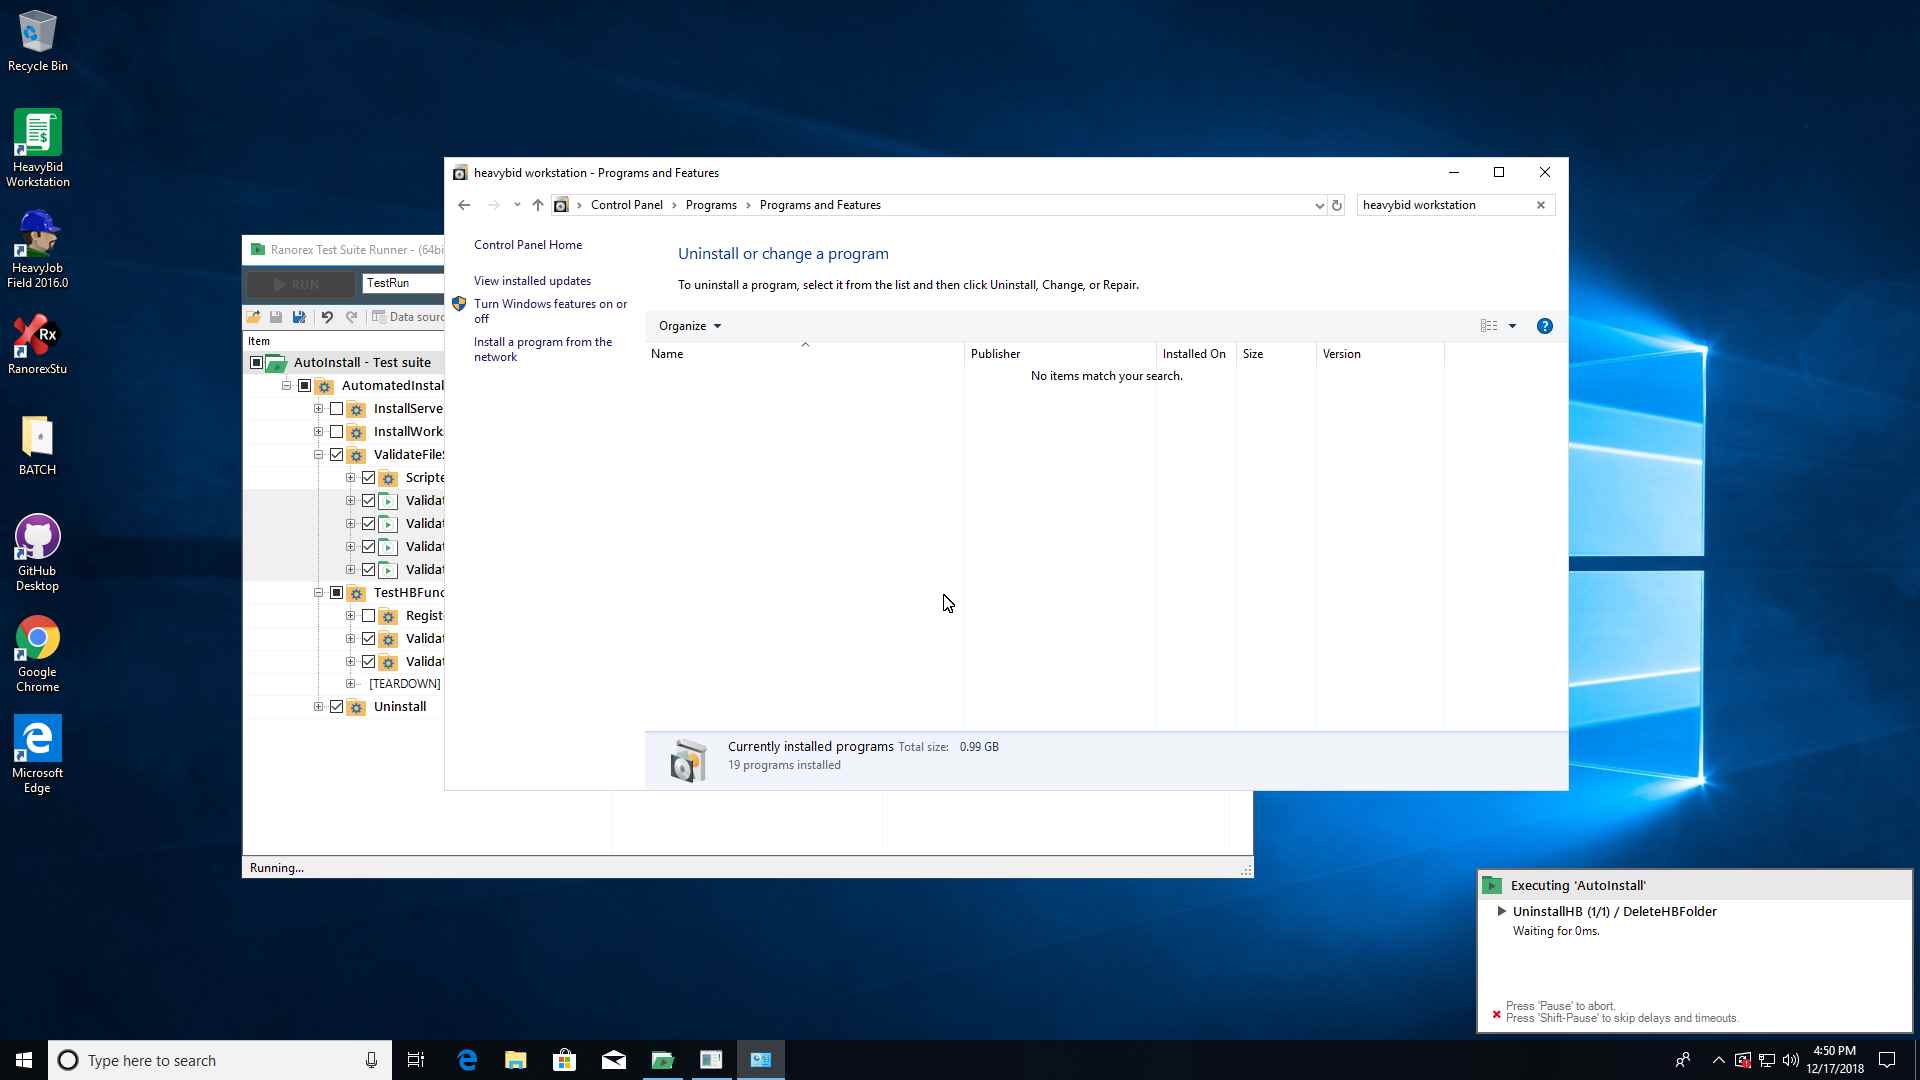 Recycle Bin
HeavyBid
Workstation
HeavyJob
Field 2016.0
RanorexStu
BATCH
GitHub
Desktop
Google
Chrome
Microsoft
Edge
Ranorex Test Suite Runner - (64bi
RUN
TestRun
Data sourc
Item
AutoInstall - Test suite
AutomatedInstal
InstallServe
InstallWork
ValidateFile
Scripte
Validat
Validat
Validat
Validat
TestHBFunc
Regist
Validat
Validat
[TEARDOWN]
Uninstall
Running...
heavybid workstation - Programs and Features
Control Panel
Programs
Programs and Features
heavybid workstation
Control Panel Home
View installed updates
Turn Windows features on or
off
Install a program from the
network
Uninstall or change a program
To uninstall a program, select it from the list and then click Uninstall, Change, or Repair.
Organize
Name
Publisher
Installed On
Size
Version
No items match your search.
Currently installed programs Total size: 0.99 GB
19 programs installed
Executing 'AutoInstall'
UninstallHB (1/1) / DeleteHBFolder
Waiting for 0ms.
Press 'Pause' to abort.
Press 'Shift-Pause' to skip delays and timeouts.
Type here to search
4:50 PM
12/17/2018